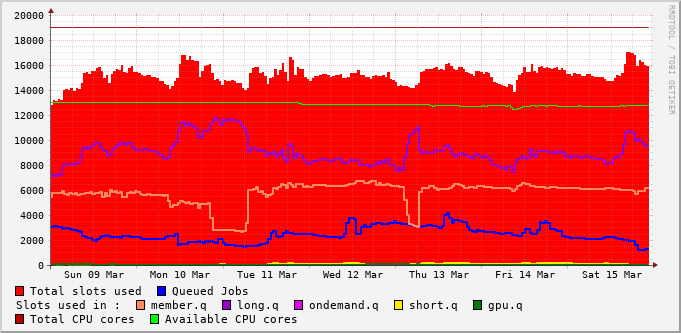 RRDTOOL / TOBI OETIKER
20000
18000
16000
14000
12000
10000
8000
6000
4000
2000
0
Sun 09 Mar Mon 10 Mar Tue 11 Mar Wed 12 Mar Thu 13 Mar Fri 14 Mar Sat 15 Mar
Total slots used Queued Jobs
Slots used in : member.q long.q ondemand.q short.q gpu.q
Total CPU cores Available CPU cores